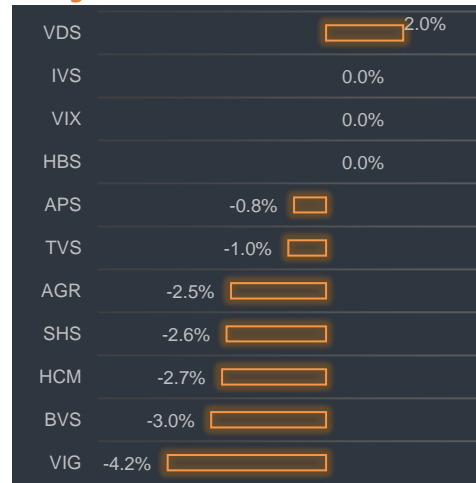 VDS 2.0%
IVS 0.0%
VIX 0.0%
HBS 0.0%
APS -0.8%
TVS -1.0%
AGR -2.5%
SHS -2.6%
HCM -2.7%
BVS -3.0%
VIG -4.2%